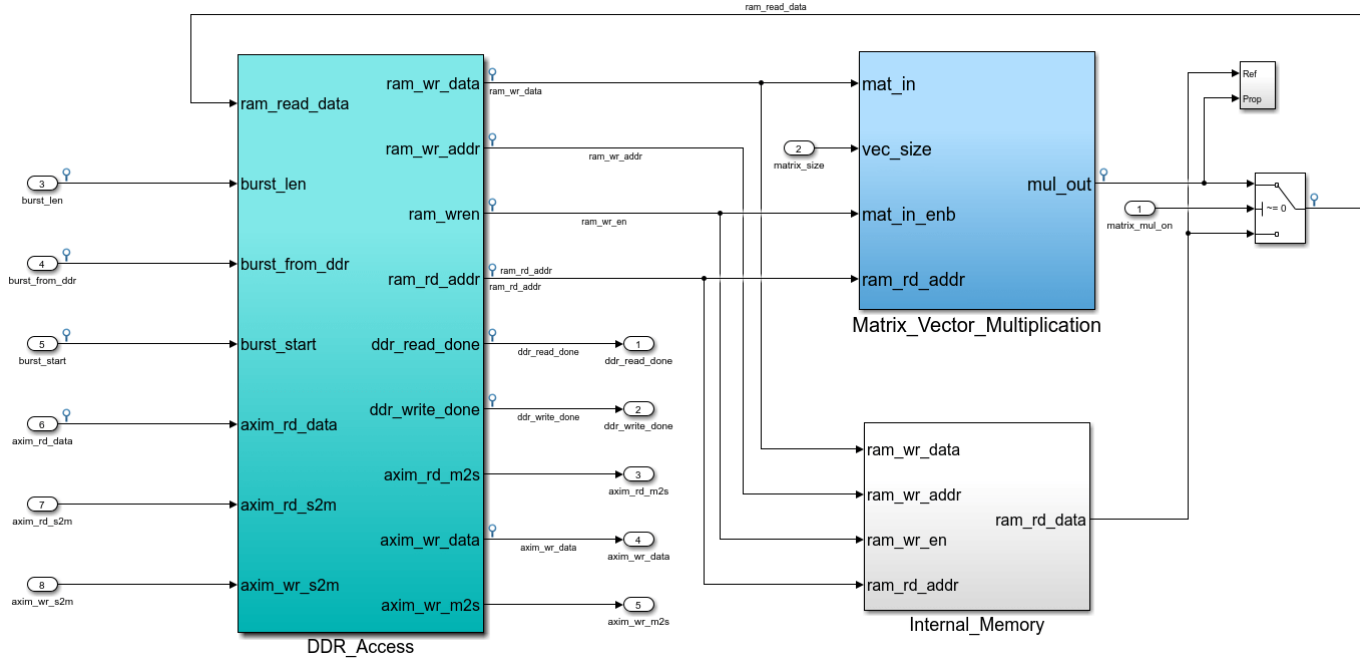 ram_read_data
ram_read_data
burst_len
burst_from_ddr
burst_start
axim_rd_data
axim_rd_s2m
axim_wr_s2m
ram_wr_data
ram_wr_addr
ram_wren
ram_rd_addr
ddr_read_done
ddr_write_done
axim_rd_m2s
axim_wr_data
axim_wr_m2s
DDR_Access
3
burst_len
4
burst_from_ddr
5
burst_start
6
axim_rd_data
7
axim_rd_s2m
8
axim_wr_s2m
ram_wr_data
ram_wr_addr
ram_wr_en
ram_rd_addr
ram_rd_addr
ddr_read_done
ddr_write_done
axim_wr_data
1
ddr_read_done
2
ddr_write_done
3
axim_rd_m2s
4
axim_wr_data
5
axim_wr_m2s
2
matrix_size
mat_in
vec_size
mat_in_enb
ram_rd_addr
mul_out
Matrix_Vector_Multiplication
ram_wr_data
ram_wr_addr
ram_wr_en
ram_rd_addr
ram_rd_data
Internal_Memory
Ref
Prop
1
matrix_mul_on
~= 0